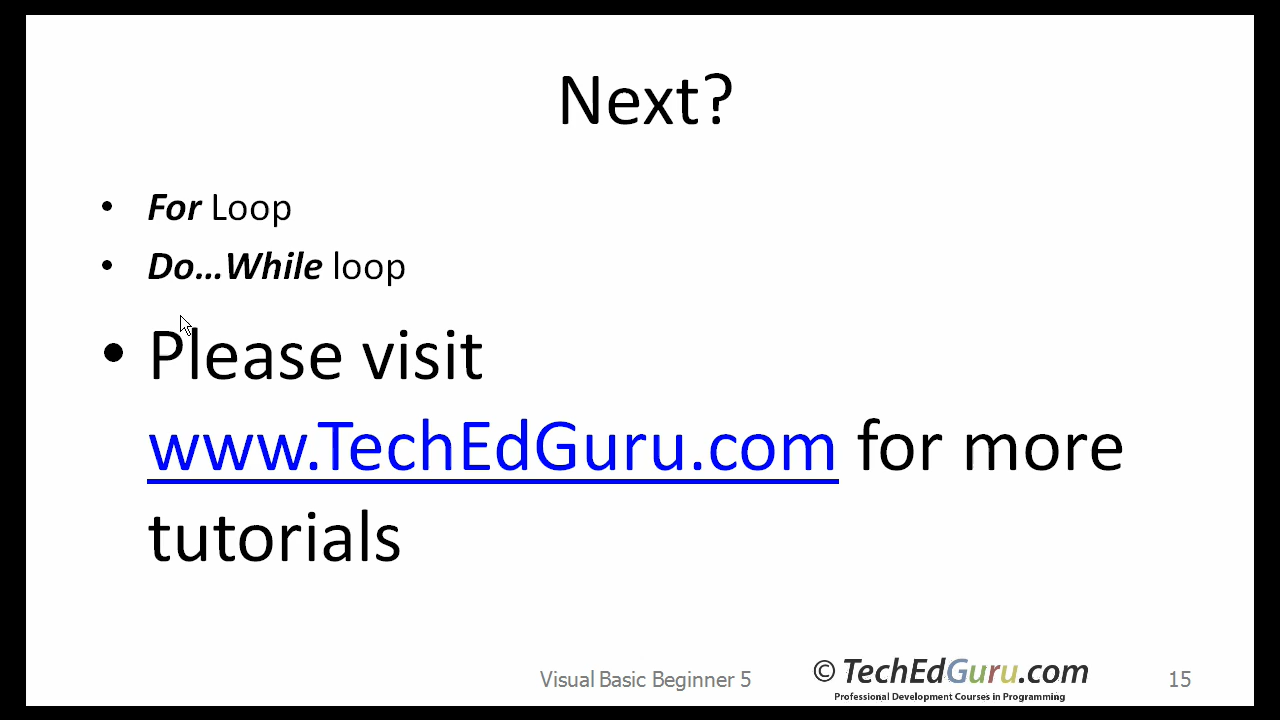 Next?
• For Loop
• Do...While loop
• Please visit
www.TechEdGuru.com for more
tutorials
Visual Basic Beginner 5
© TechEdGuru.com
Professional Development Courses in Programming
15